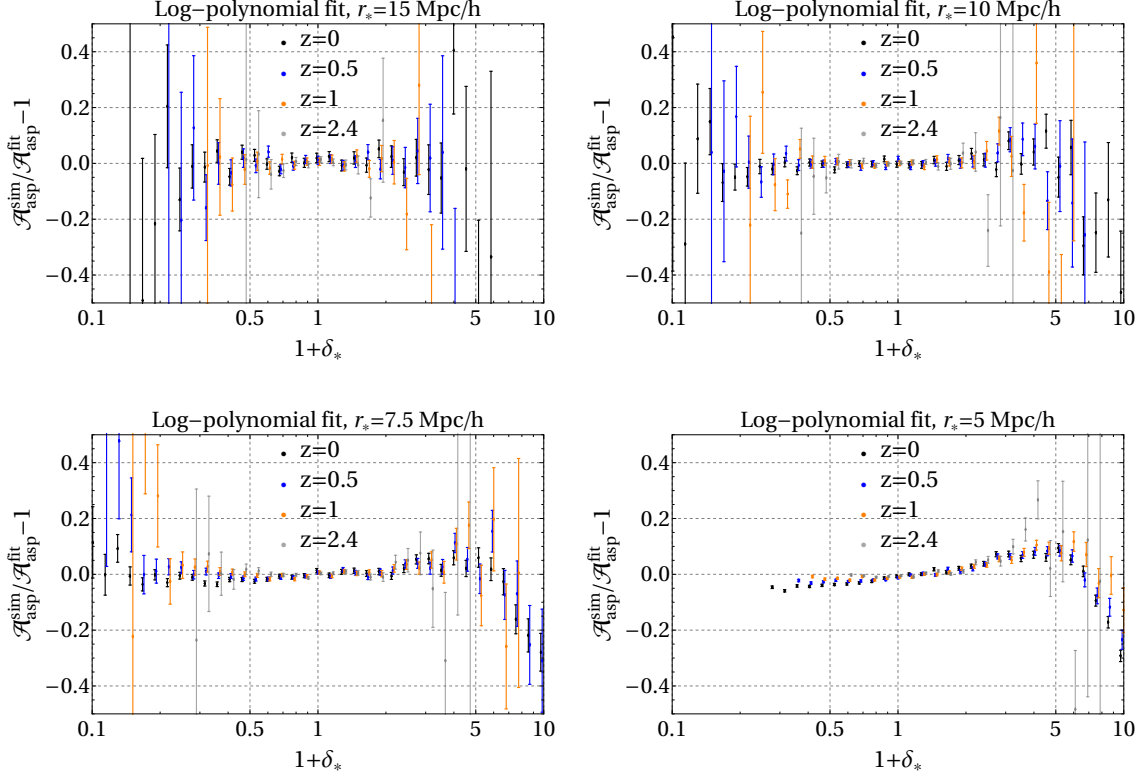 Log-polynomial fit, r*=15 Mpc/h
z=0
z=0.5
z=1
z=2.4
0.4
0.2
0.0
-0.2
-0.4
𝒜asp^sim/𝒜asp^fit-1
0.1 0.5 1 5 10
1+δ*
Log-polynomial fit, r*=10 Mpc/h
z=0
z=0.5
z=1
z=2.4
0.4
0.2
0.0
-0.2
-0.4
𝒜asp^sim/𝒜asp^fit-1
0.1 0.5 1 5 10
1+δ*
Log-polynomial fit, r*=7.5 Mpc/h
z=0
z=0.5
z=1
z=2.4
0.4
0.2
0.0
-0.2
-0.4
𝒜asp^sim/𝒜asp^fit-1
0.1 0.5 1 5 10
1+δ*
Log-polynomial fit, r*=5 Mpc/h
z=0
z=0.5
z=1
z=2.4
0.4
0.2
0.0
-0.2
-0.4
𝒜asp^sim/𝒜asp^fit-1
0.1 0.5 1 5 10
1+δ*